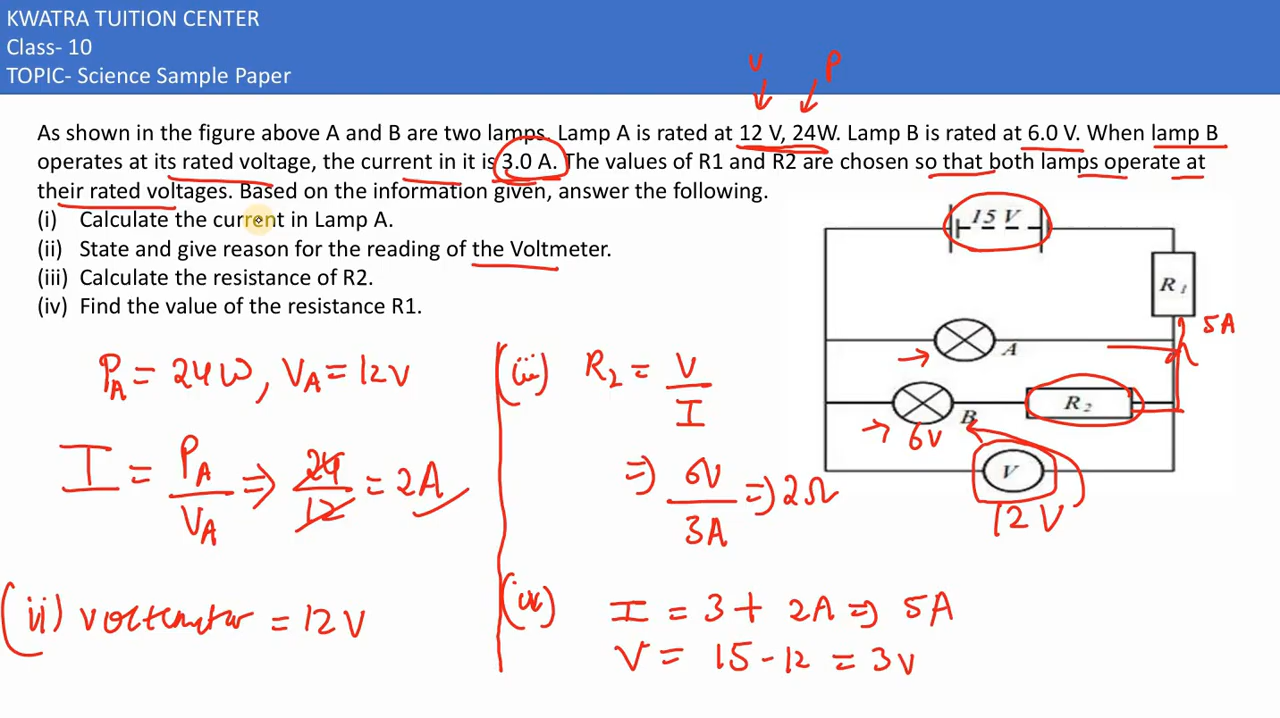 KWATRA TUITION CENTER
Class- 10
TOPIC- Science Sample Paper
V P
As shown in the figure above A and B are two lamps. Lamp A is rated at 12 V, 24W. Lamp B is rated at 6.0 V. When lamp B
operates at its rated voltage, the current in it is 3.0 A. The values of R1 and R2 are chosen so that both lamps operate at
their rated voltages. Based on the information given, answer the following.
(i) Calculate the current in Lamp A.
(ii) State and give reason for the reading of the Voltmeter.
(iii) Calculate the resistance of R2.
(iv) Find the value of the resistance R1.
15 V
R1
5A
A
R2
B
6V
V
12V
PA = 24W, VA = 12V
I = PA/VA => 24/12 = 2A
(ii) voltemeter = 12V
(iii) R2 = V/I
=> 6V/3A => 2Ω
(iv) I = 3 + 2A => 5A
V = 15 - 12 = 3V